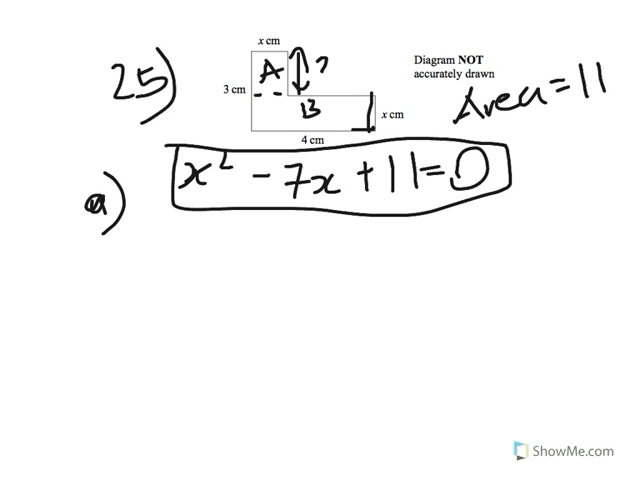 25)
x cm
A
?
3 cm
B
x cm
4 cm
Diagram NOT
accurately drawn
Area = 11
a)
x² - 7x + 11 = 0
ShowMe.com